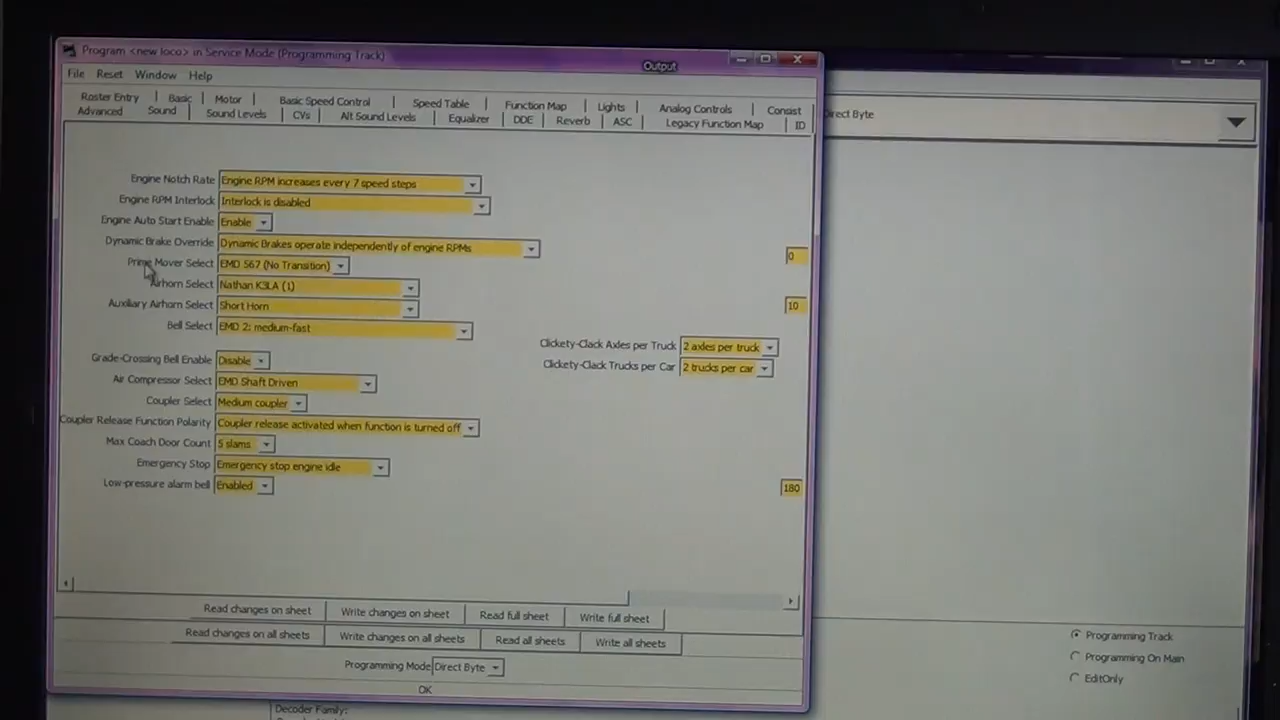 Program <new loco> in Service Mode (Programming Track)
Output
File Reset Window Help
Roster Entry Basic Motor Basic Speed Control Speed Table Function Map Lights Analog Controls Consist
Advanced Sound Sound Levels CVs Alt Sound Levels Equalizer DDE Reverb ASC Legacy Function Map ID
Direct Byte
Engine Notch Rate Engine RPM increases every 7 speed steps
Engine RPM Interlock Interlock is disabled
Engine Auto Start Enable Enable
Dynamic Brake Override Dynamic Brakes operate independently of engine RPMs 0
Prime Mover Select EMD 567 (No Transition)
Airhorn Select Nathan K3LA (1)
Auxiliary Airhorn Select Short Horn 10
Bell Select EMD 2: medium-fast
Clickety-Clack Axles per Truck 2 axles per truck
Grade-Crossing Bell Enable Disable Clickety-Clack Trucks per Car 2 trucks per car
Air Compressor Select EMD Shaft Driven
Coupler Select Medium coupler
Coupler Release Function Polarity Coupler release activated when function is turned off
Max Coach Door Count 5 slams
Emergency Stop Emergency stop engine idle
Low-pressure alarm bell Enabled 180
Read changes on sheet Write changes on sheet Read full sheet Write full sheet
Read changes on all sheets Write changes on all sheets Read all sheets Write all sheets
Programming Mode Direct Byte
OK
Programming Track
Programming On Main
EditOnly
Decoder Family: